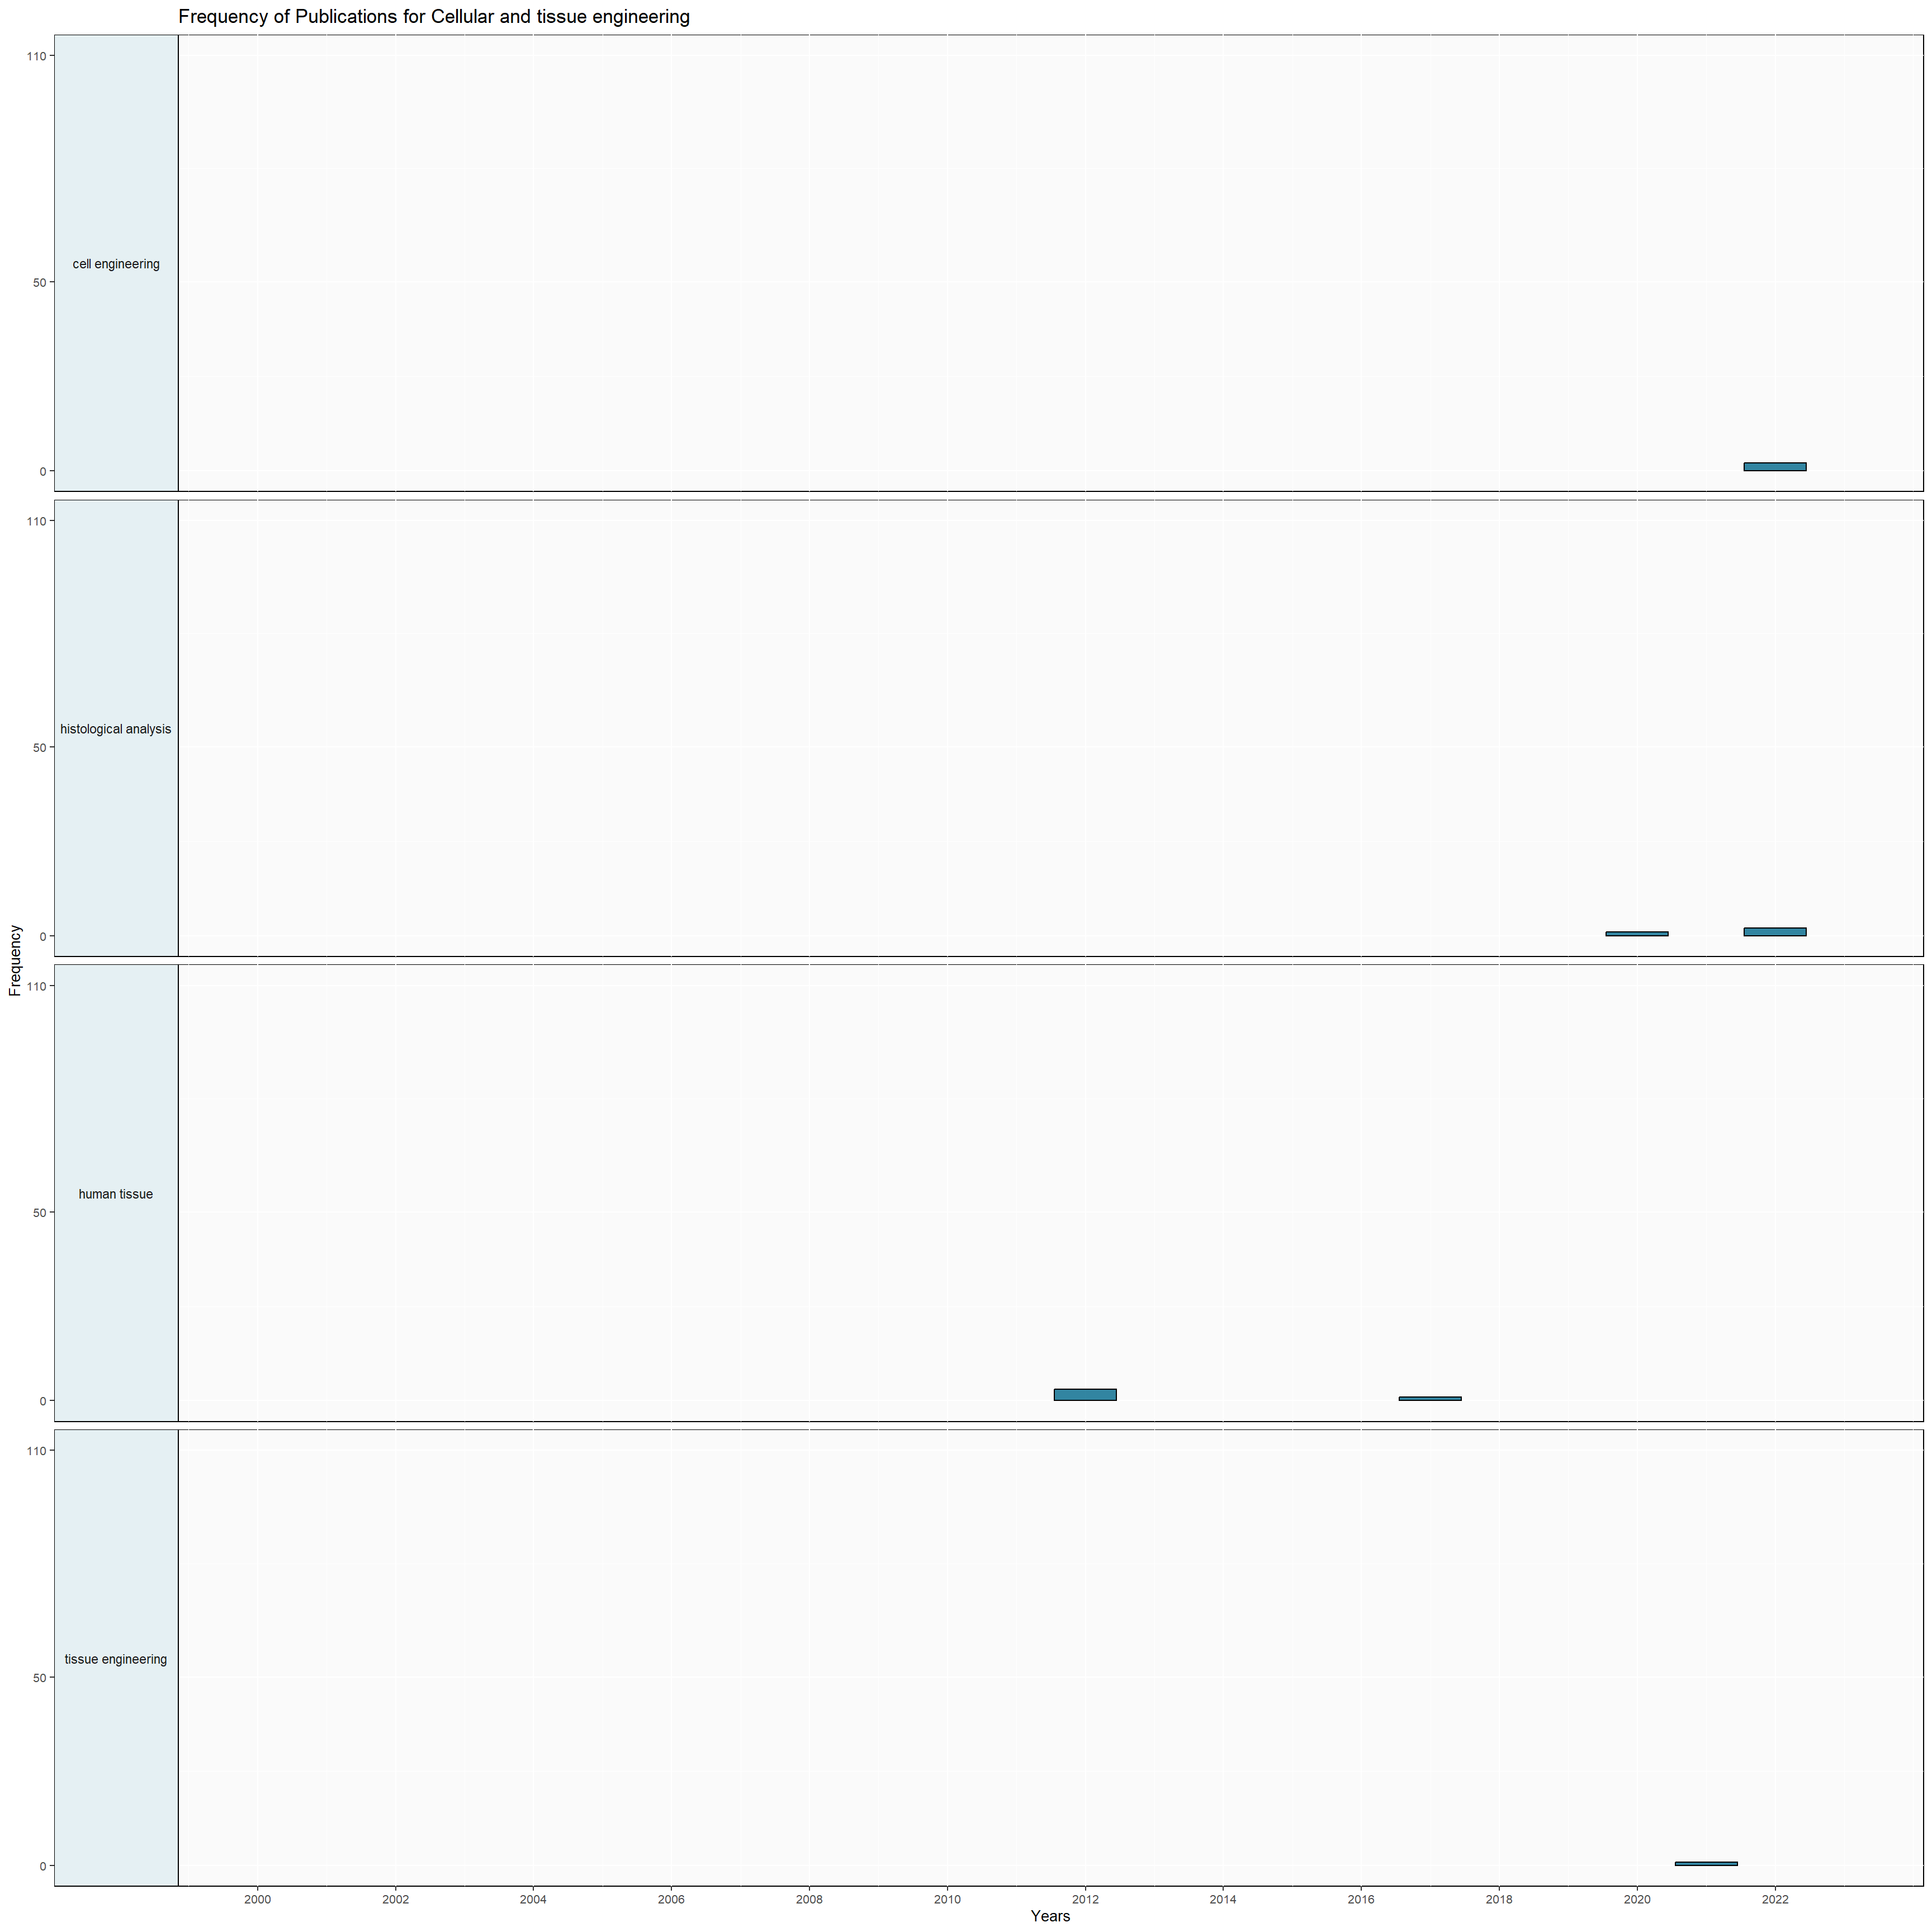 Frequency of Publications for Cellular and tissue engineering
110
cell engineering
50
0
110
histological analysis
50
0
Frequency
110
human tissue
50
0
110
tissue engineering
50
0
2000 2002 2004 2006 2008 2010 2012 2014 2016 2018 2020 2022
Years